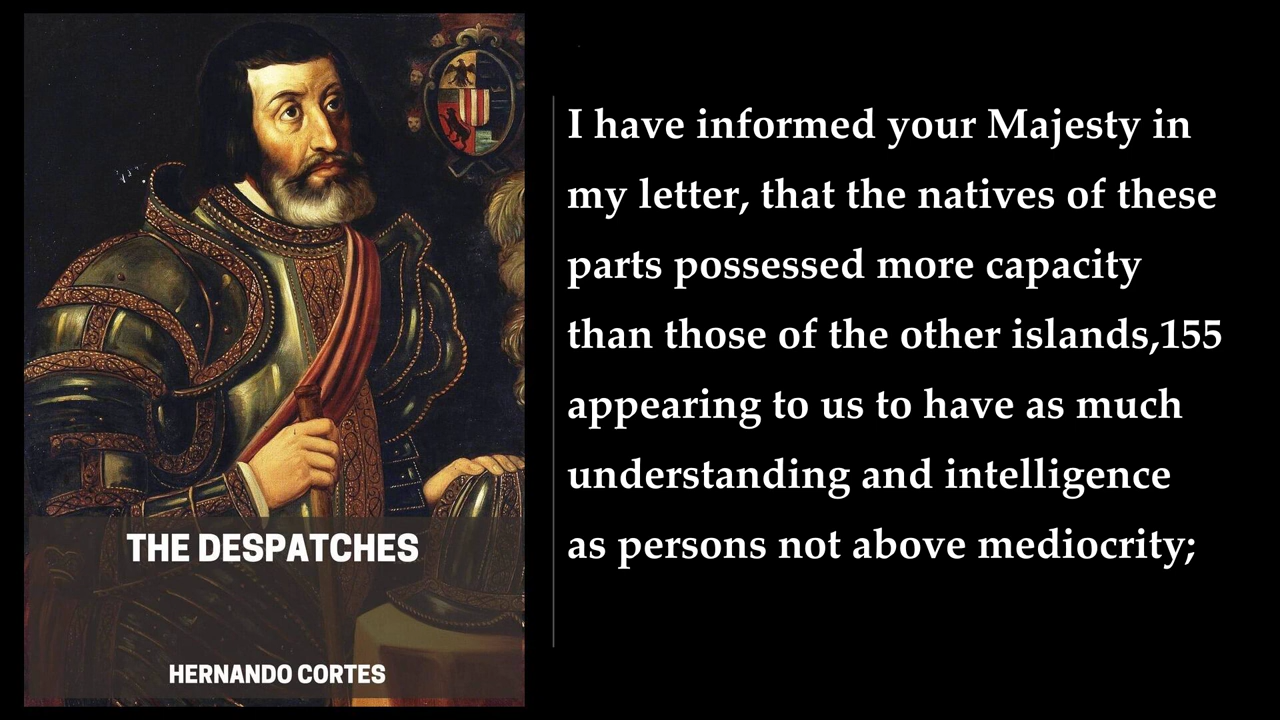 THE DESPATCHES
HERNANDO CORTES
I have informed your Majesty in
my letter, that the natives of these
parts possessed more capacity
than those of the other islands,155
appearing to us to have as much
understanding and intelligence
as persons not above mediocrity;